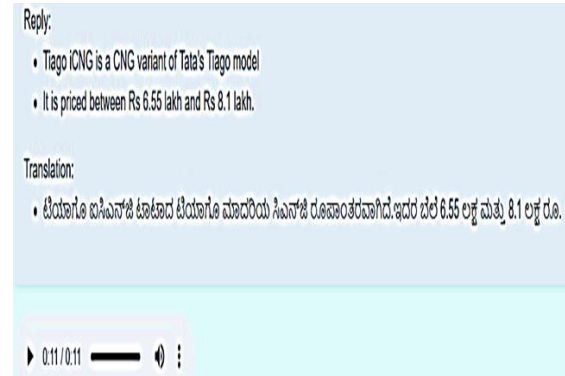 Reply:
• Tiago iCNG is a CNG variant of Tata's Tiago model
• It is priced between Rs 6.55 lakh and Rs 8.1 lakh.
Translation:
• ಟಿಯಾಗೊ ಐಸಿಎನ್‌ಜಿ ಟಾಟಾದ ಟಿಯಾಗೊ ಮಾದರಿಯ ಸಿಎನ್‌ಜಿ ರೂಪಾಂತರವಾಗಿದೆ.ಇದರ ಬೆಲೆ 6.55 ಲಕ್ಷ ಮತ್ತು 8.1 ಲಕ್ಷ ರೂ.
0:11 / 0:11